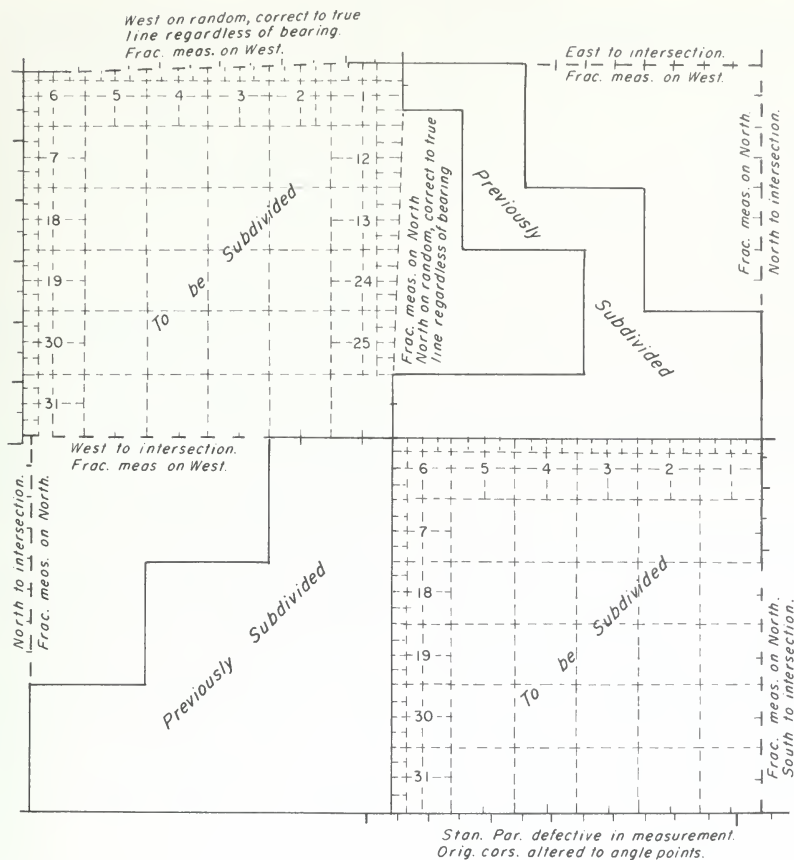 West on random, correct to true
line regardless of bearing.
Frac. meas. on West.
East to intersection.
Frac. meas. on West.
6 5 4 3 2
7
18
19
30
31
12
13
24
25
To be Subdivided
Frac. meas. on North
North on random, correct to true
line regardless of bearing
Previously
Subdivided
Frac. meas. on North.
North to intersection.
West to intersection.
Frac. meas on West.
North to intersection.
Frac. meas. on North.
Previously Subdivided
6 5 4 3 2
7
18
19
30
31
To be Subdivided
Frac. meas. on North.
South to intersection.
Stan. Par. defective in measurement.
Orig. cors. altered to angle points.